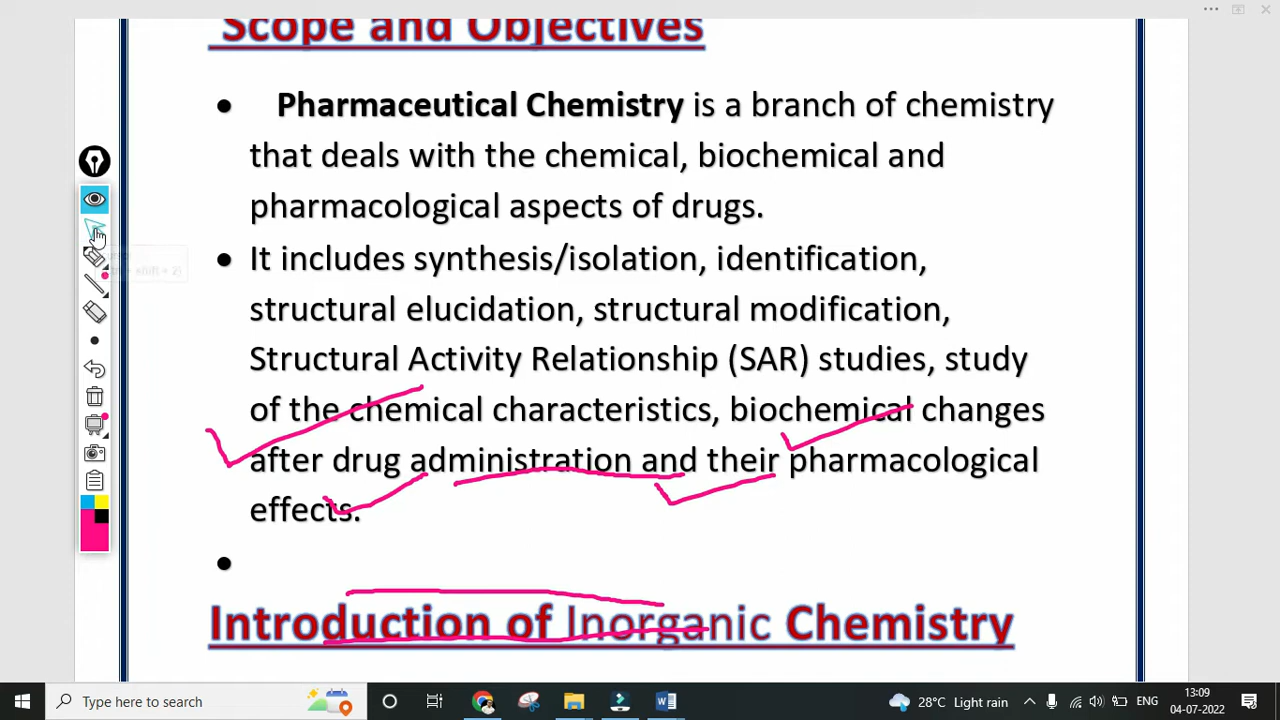 Scope and Objectives
Pharmaceutical Chemistry is a branch of chemistry
that deals with the chemical, biochemical and
pharmacological aspects of drugs.
It includes synthesis/isolation, identification,
structural elucidation, structural modification,
Structural Activity Relationship (SAR) studies, study
of the chemical characteristics, biochemical changes
after drug administration and their pharmacological
effects.
Introduction of Inorganic Chemistry
Type here to search
28°C Light rain
ENG
13:09
04-07-2022